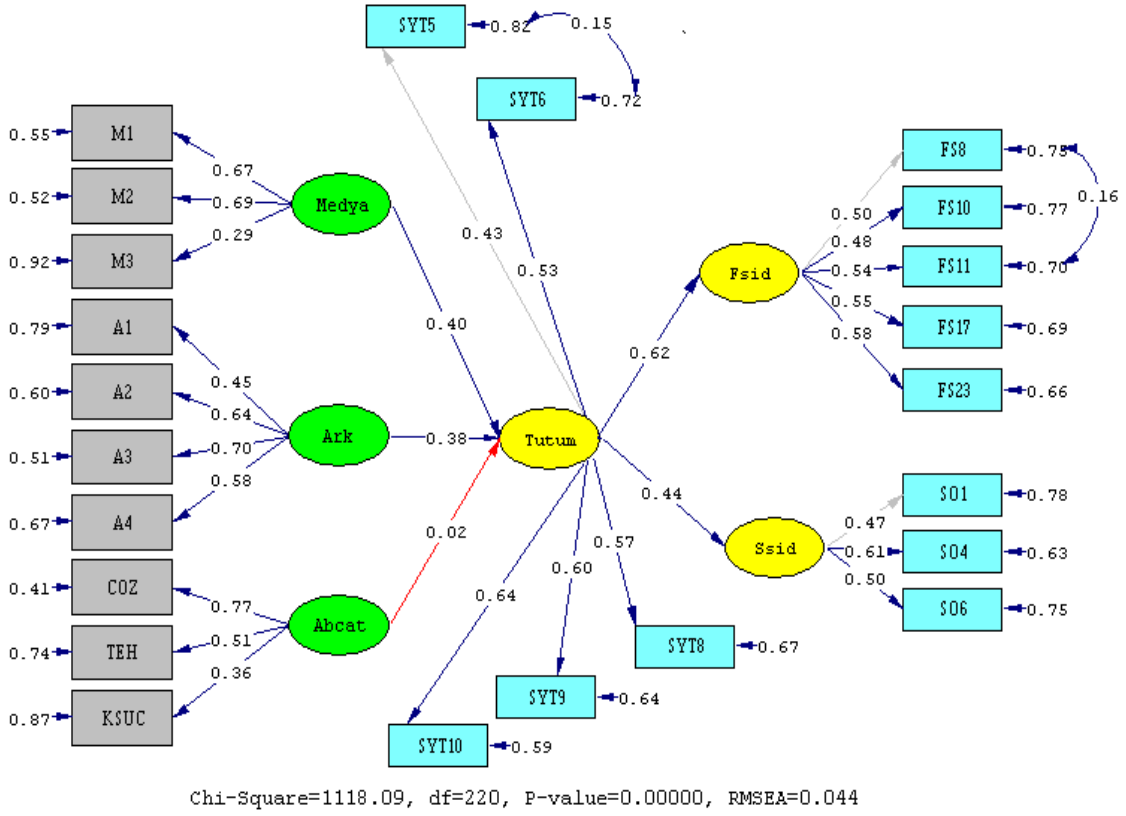 SYT5
0.82
0.15
SYT6
0.72
0.55
M1
0.67
0.52
M2
0.69
Medya
0.29
0.92
M3
0.43
0.53
0.40
FS8
0.75
0.16
0.50
FS10
0.77
0.48
Fsid
0.54
FS11
0.70
0.55
FS17
0.69
0.58
FS23
0.66
0.62
0.79
A1
0.45
0.60
A2
0.64
Ark
0.38
Tutum
0.70
0.51
A3
0.58
0.67
A4
0.02
0.44
SO1
0.78
0.47
Ssid
0.61
SO4
0.63
0.50
SO6
0.75
0.41
COZ
0.77
Abcat
0.51
0.74
TEH
0.36
0.87
KSUC
0.57
0.60
0.64
SYT8
0.67
SYT9
0.64
SYT10
0.59
Chi-Square=1118.09, df=220, P-value=0.00000, RMSEA=0.044